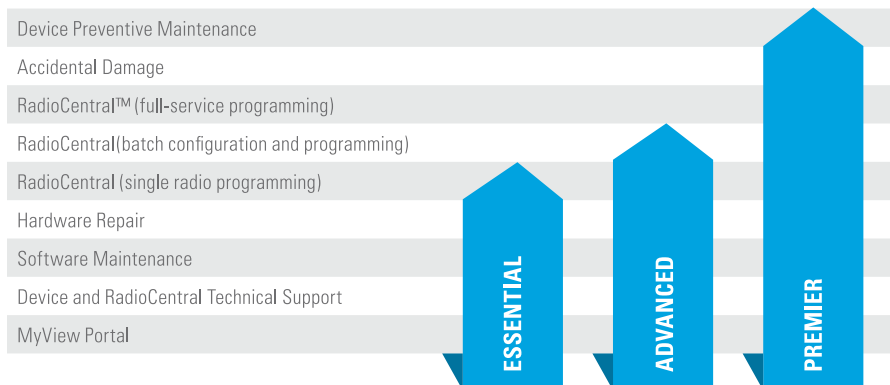 Device Preventive Maintenance
Accidental Damage
RadioCentral™ (full-service programming)
RadioCentral(batch configuration and programming)
RadioCentral (single radio programming)
Hardware Repair
Software Maintenance
Device and RadioCentral Technical Support
MyView Portal
ESSENTIAL
ADVANCED
PREMIER